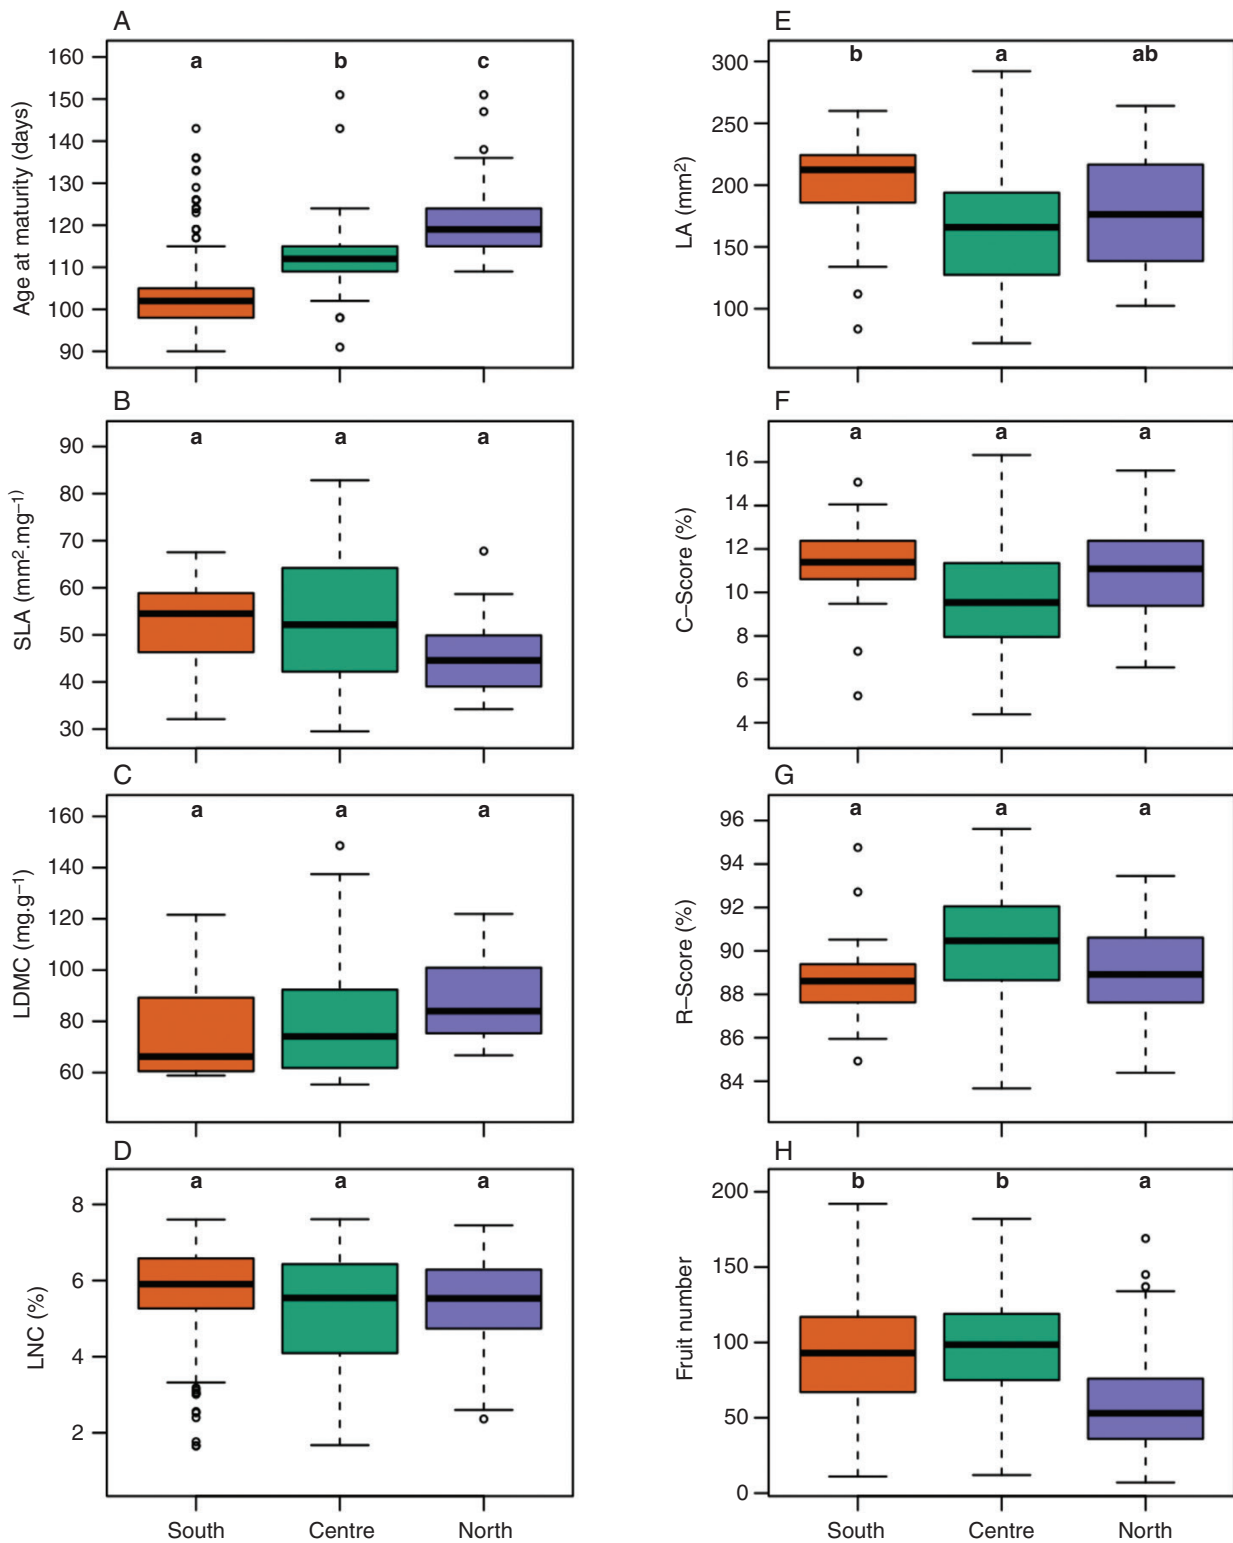 A
Age at maturity (days)
160
150
140
130
120
110
100
90
a b c
B
SLA (mm².mg⁻¹)
90
80
70
60
50
40
30
a a a
C
LDMC (mg.g⁻¹)
160
140
120
100
80
60
a a a
D
LNC (%)
8
6
4
2
a a a
South Centre North
E
LA (mm²)
300
250
200
150
100
b a ab
F
C–Score (%)
16
14
12
10
8
6
4
a a a
G
R–Score (%)
96
94
92
90
88
86
84
a a a
H
Fruit number
200
150
100
50
0
b b a
South Centre North